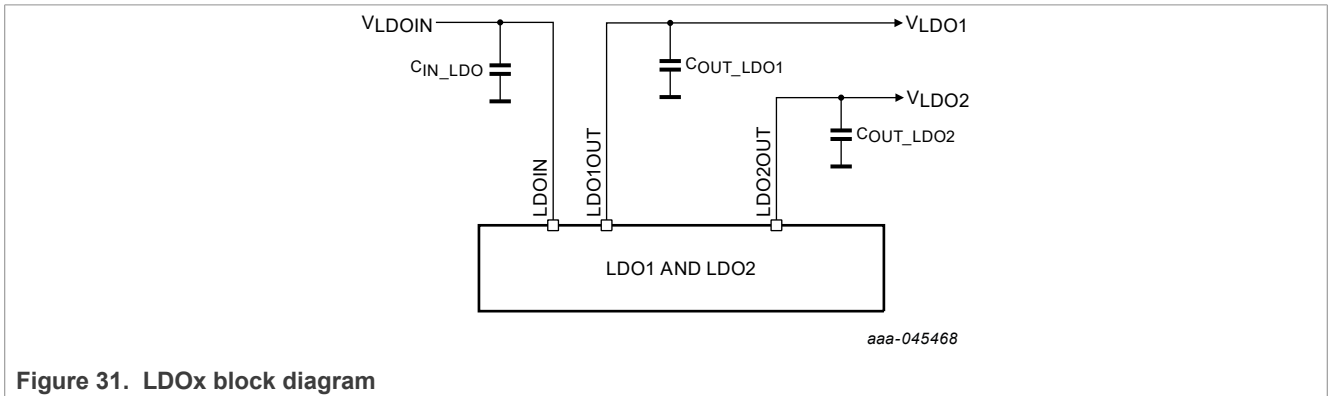 VLDOIN
VLDO1
CIN_LDO
COUT_LDO1
VLDO2
COUT_LDO2
LDOIN
LDO1OUT
LDO2OUT
LDO1 AND LDO2
aaa-045468
Figure 31. LDOx block diagram